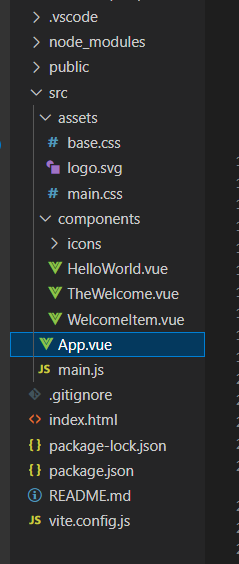 .vscode
node_modules
public
src
assets
base.css
logo.svg
main.css
components
icons
HelloWorld.vue
TheWelcome.vue
WelcomeItem.vue
App.vue
JS main.js
.gitignore
index.html
package-lock.json
package.json
README.md
vite.config.js